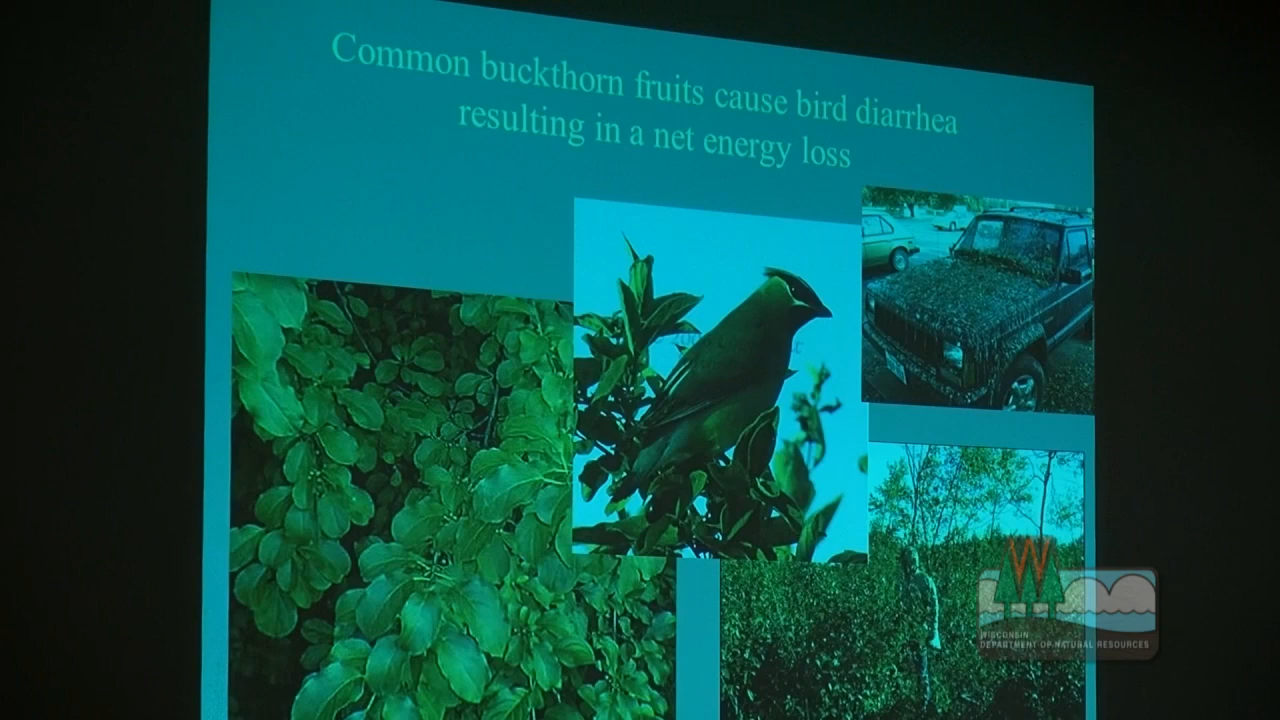 Common buckthorn fruits cause bird diarrhea
resulting in a net energy loss
W
WISCONSIN
DEPARTMENT OF NATURAL RESOURCES